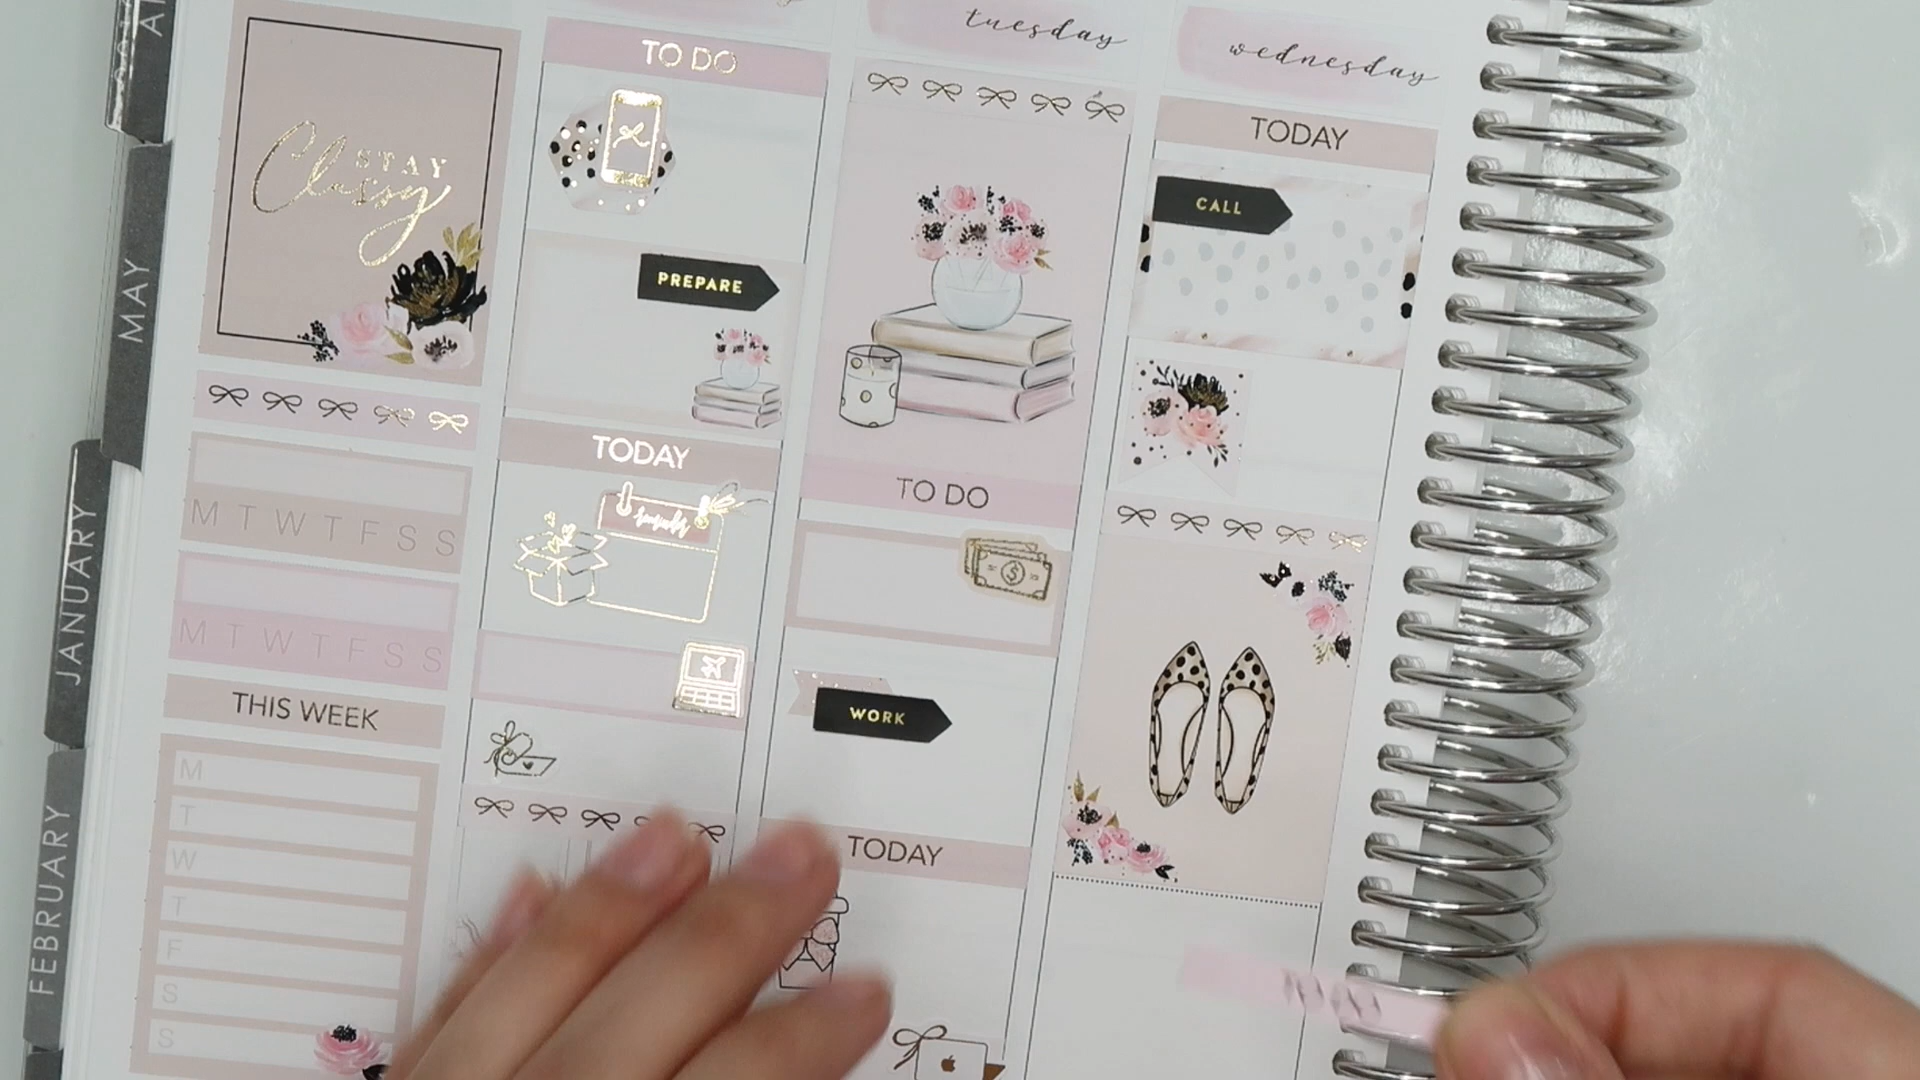 MAY
JANUARY
FEBRUARY
STAY
Classy
M T W T F S S
M T W T F S S
THIS WEEK
M
T
W
T
F
S
S
TO DO
PREPARE
TODAY
tuesday
TO DO
WORK
TODAY
wednesday
TODAY
CALL